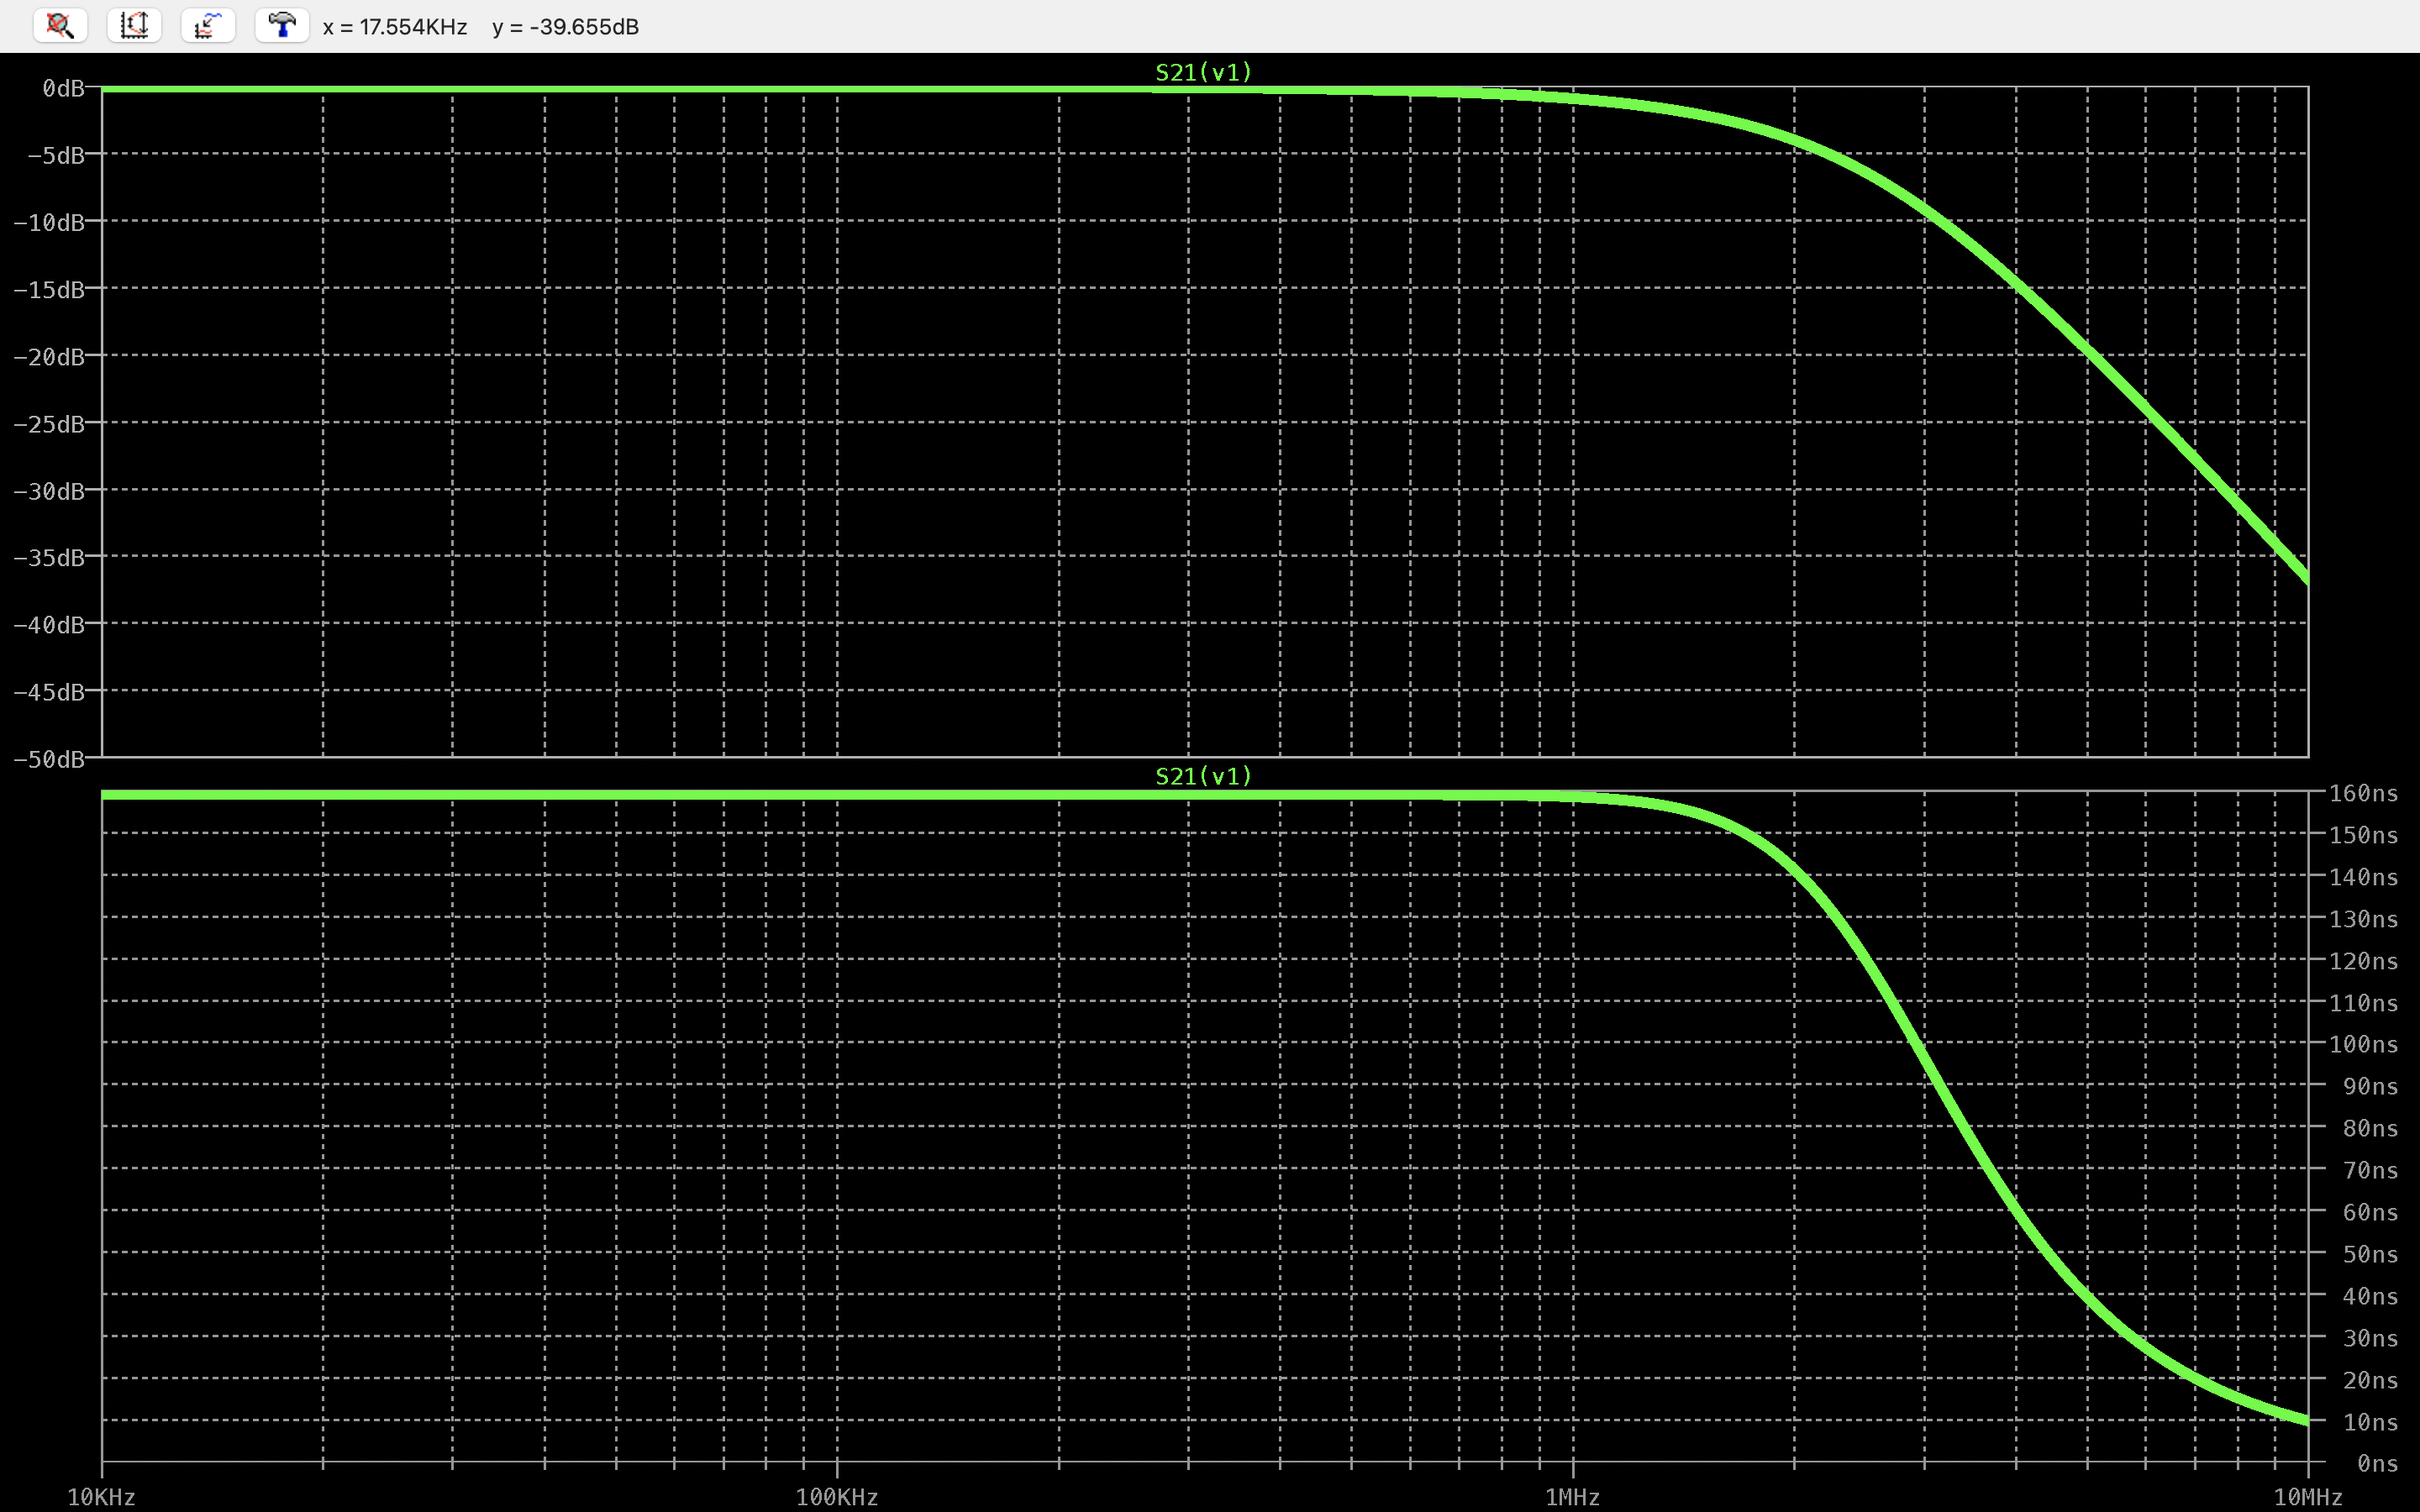 x = 17.554KHz y = -39.655dB
S21(v1)
0dB
-5dB
-10dB
-15dB
-20dB
-25dB
-30dB
-35dB
-40dB
-45dB
-50dB
S21(v1)
160ns
150ns
140ns
130ns
120ns
110ns
100ns
90ns
80ns
70ns
60ns
50ns
40ns
30ns
20ns
10ns
0ns
10KHz 100KHz 1MHz 10MHz